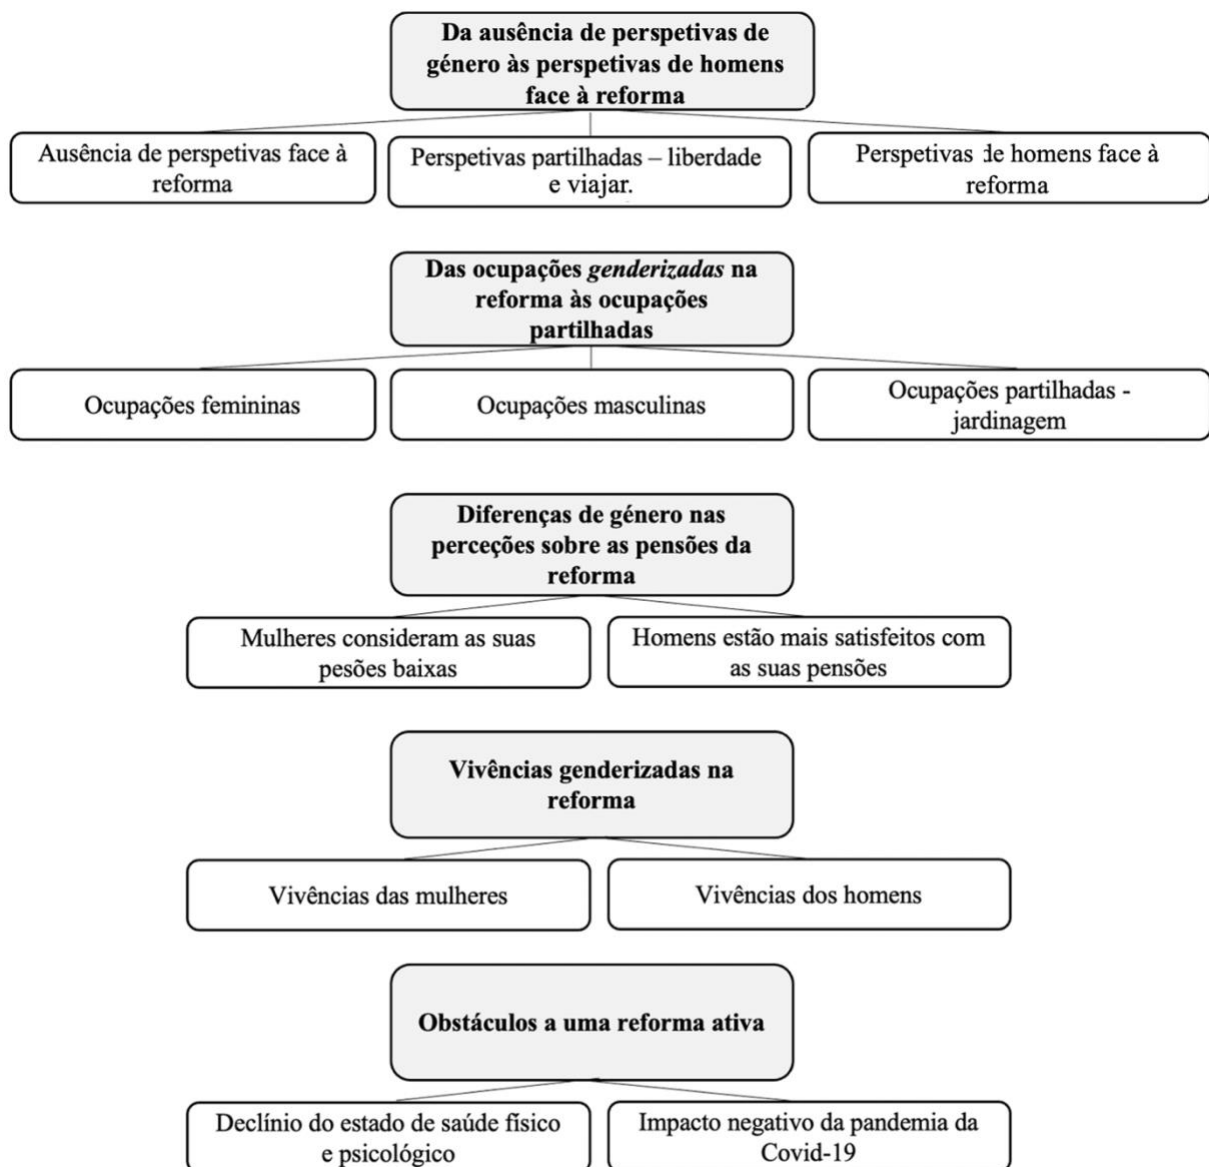 Da ausência de perspetivas de
género às perspetivas de homens
face à reforma
Ausência de perspetivas face à
reforma
Perspetivas partilhadas – liberdade
e viajar.
Perspetivas de homens face à
reforma
Das ocupações genderizadas na
reforma às ocupações
partilhadas
Ocupações femininas
Ocupações masculinas
Ocupações partilhadas -
jardinagem
Diferenças de género nas
perceções sobre as pensões da
reforma
Mulheres consideram as suas
pesões baixas
Homens estão mais satisfeitos com
as suas pensões
Vivências genderizadas na
reforma
Vivências das mulheres
Vivências dos homens
Obstáculos a uma reforma ativa
Declínio do estado de saúde físico
e psicológico
Impacto negativo da pandemia da
Covid-19